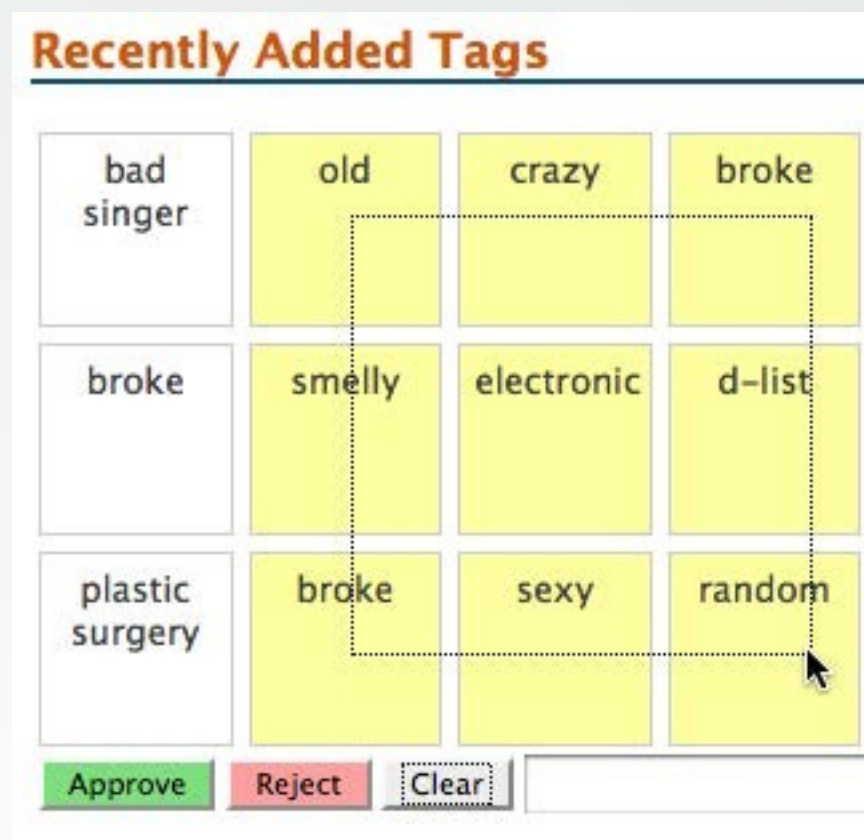 Recently Added Tags
bad
singer
old
crazy
broke
broke
smelly
electronic
d-list
plastic
surgery
broke
sexy
random
Approve
Reject
Clear